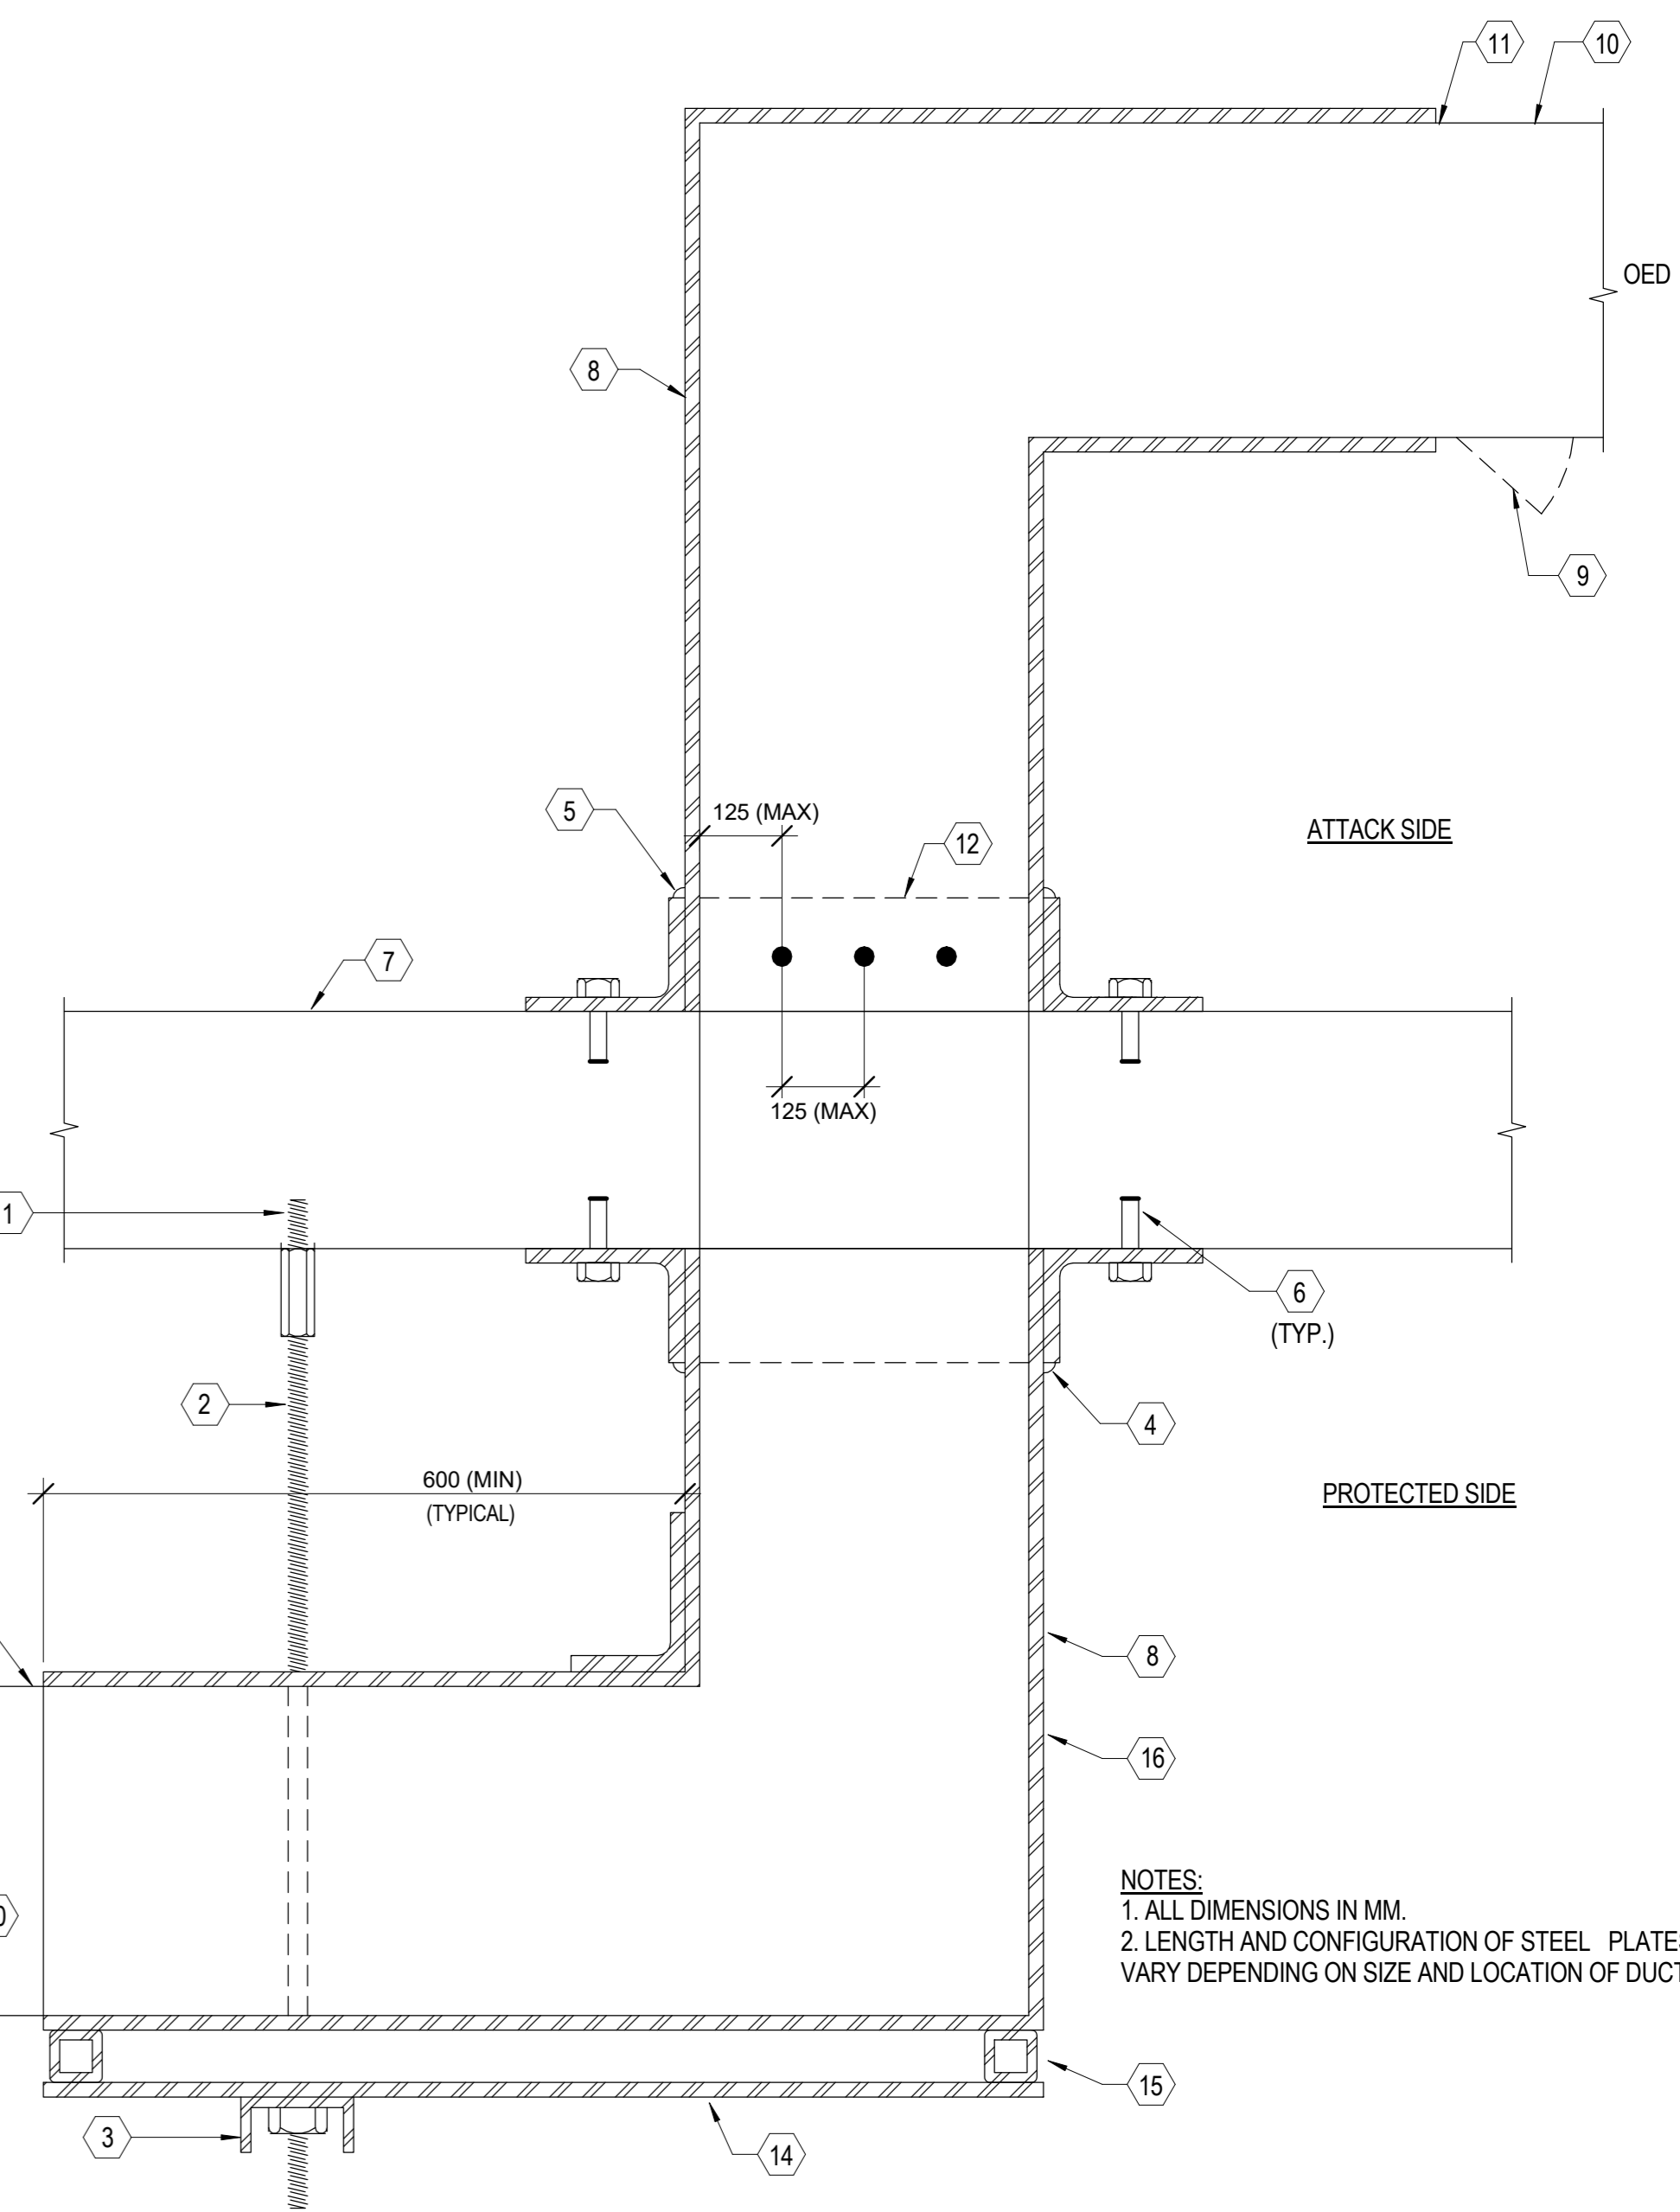 11
10
OED
8
9
125 (MAX)
5
12
ATTACK SIDE
7
125 (MAX)
1
6
(TYP.)
2
4
600 (MIN)
(TYPICAL)
PROTECTED SIDE
8
16
NOTES:
1. ALL DIMENSIONS IN MM.
2. LENGTH AND CONFIGURATION OF STEEL PLATE
VARY DEPENDING ON SIZE AND LOCATION OF DUCT
15
3
14